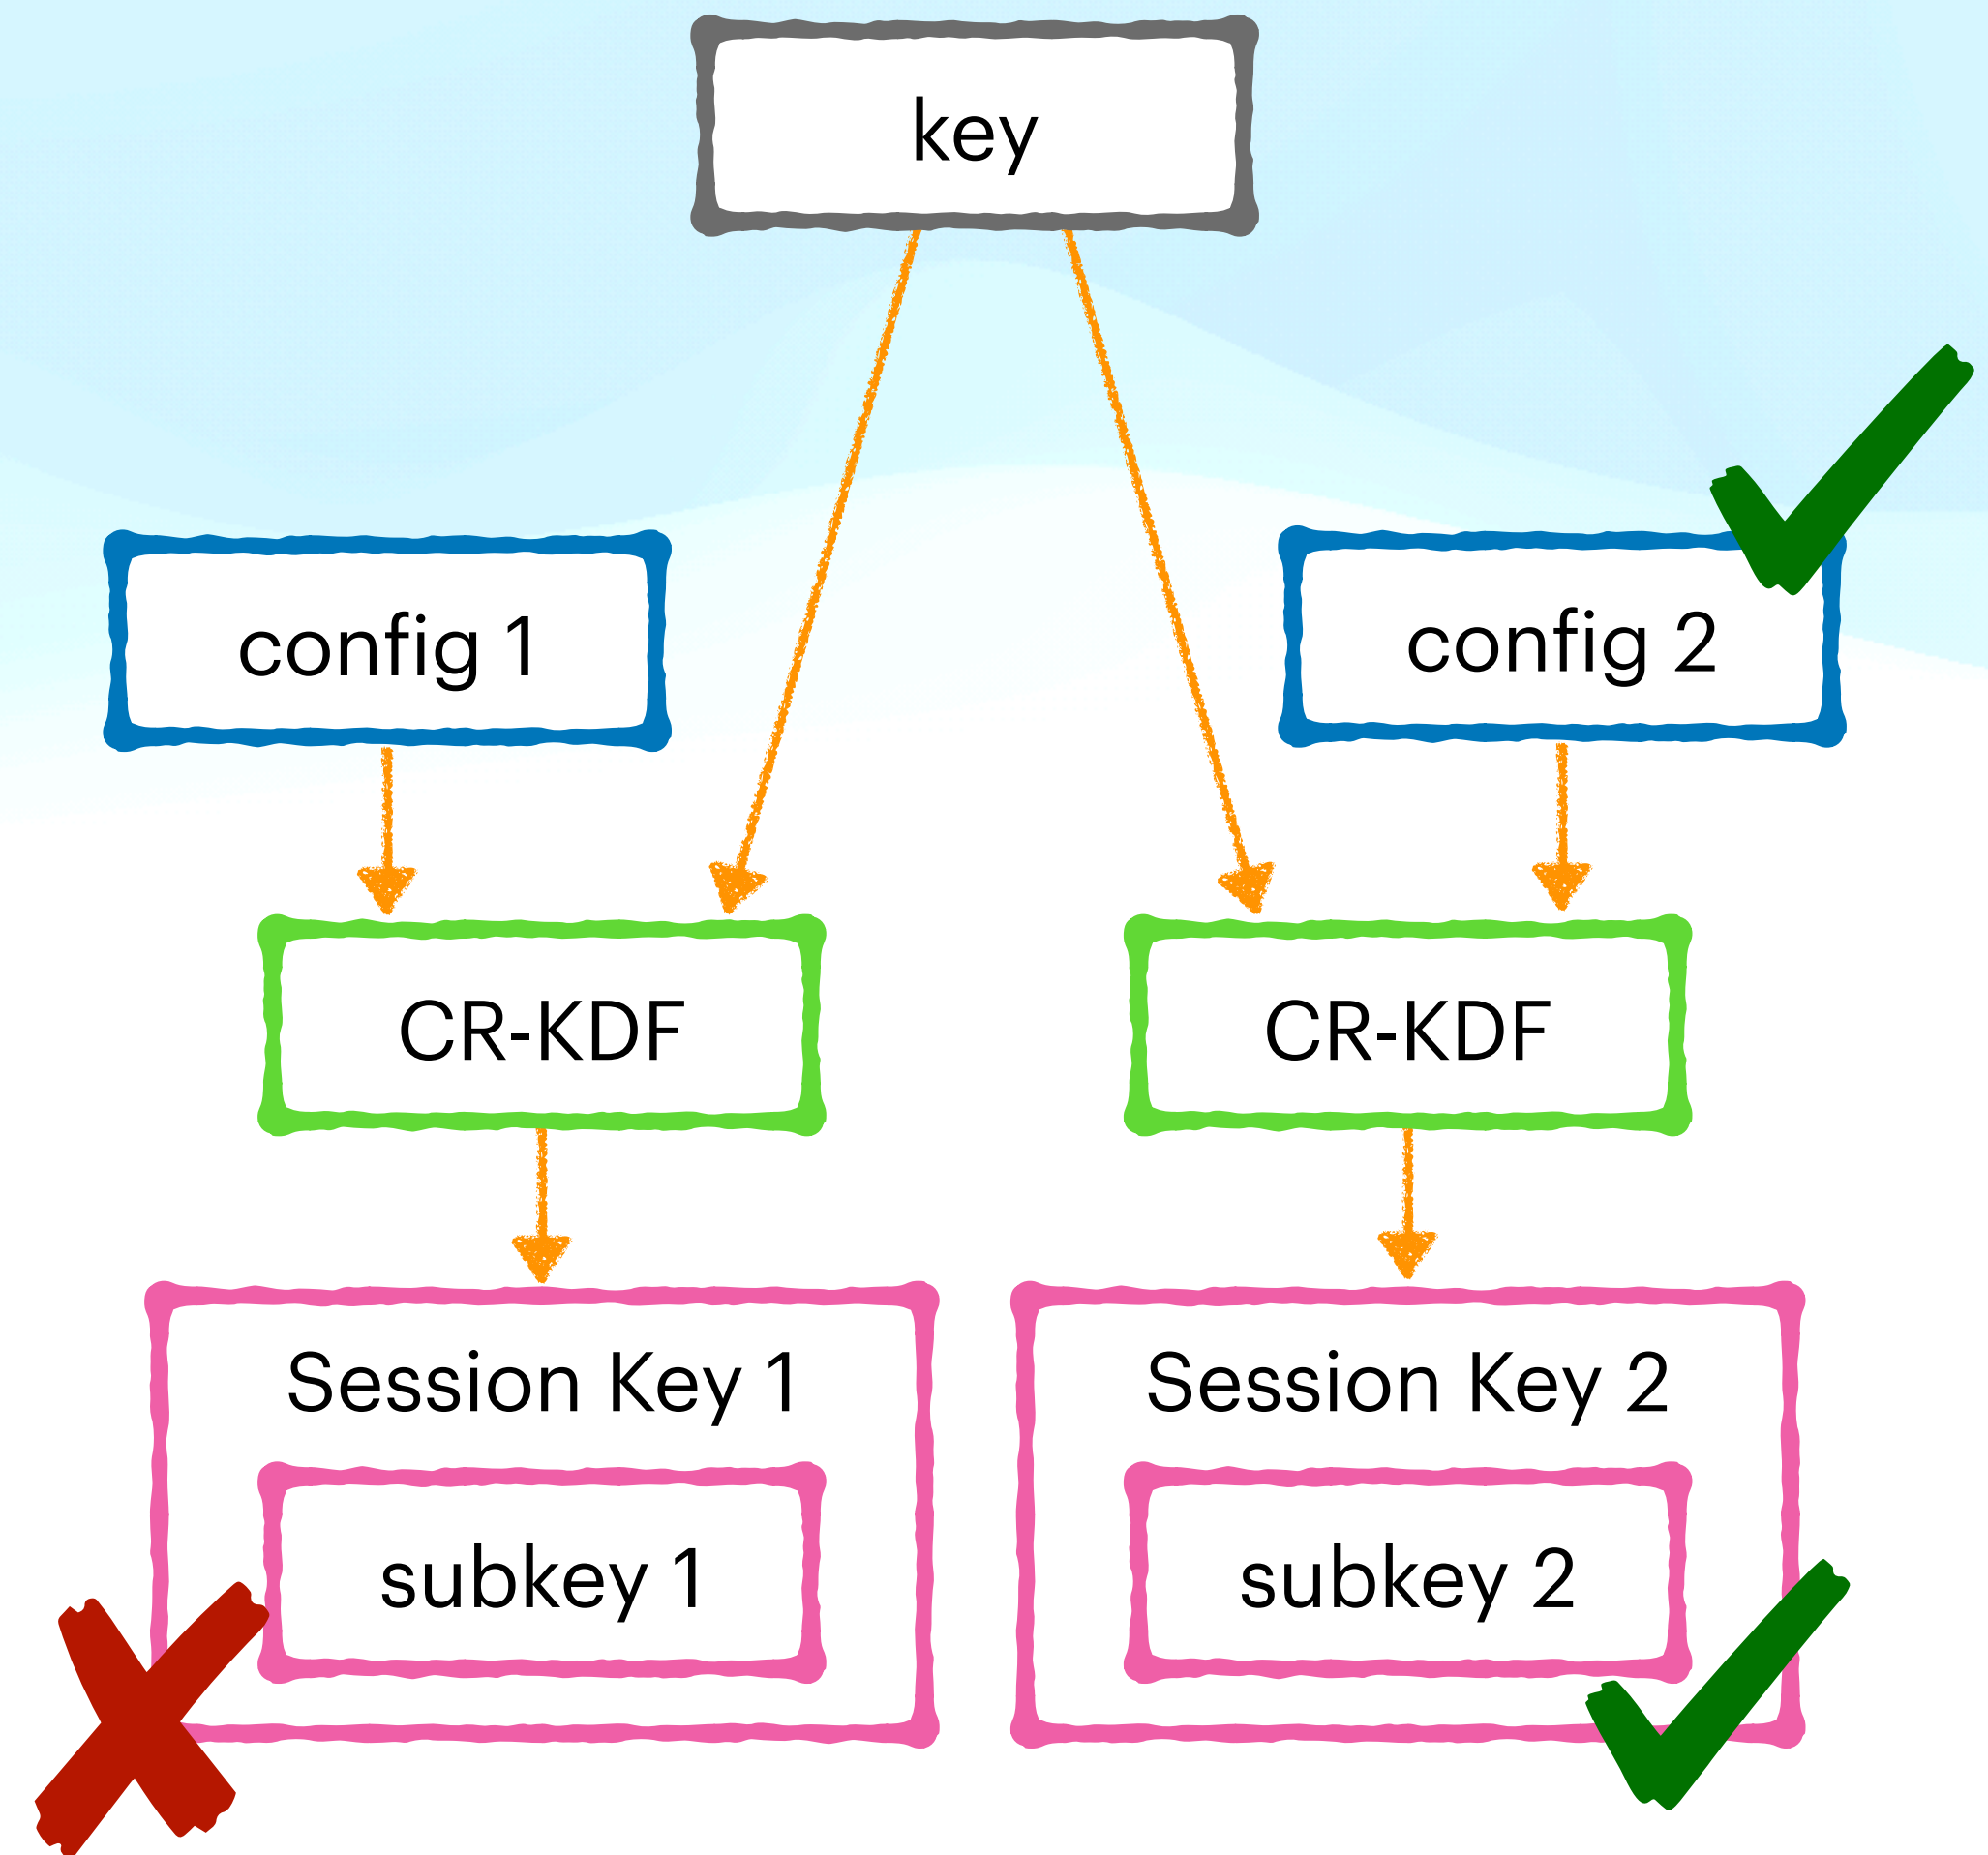 key
config 1
config 2
CR-KDF
CR-KDF
Session Key 1
Session Key 2
subkey 1
subkey 2